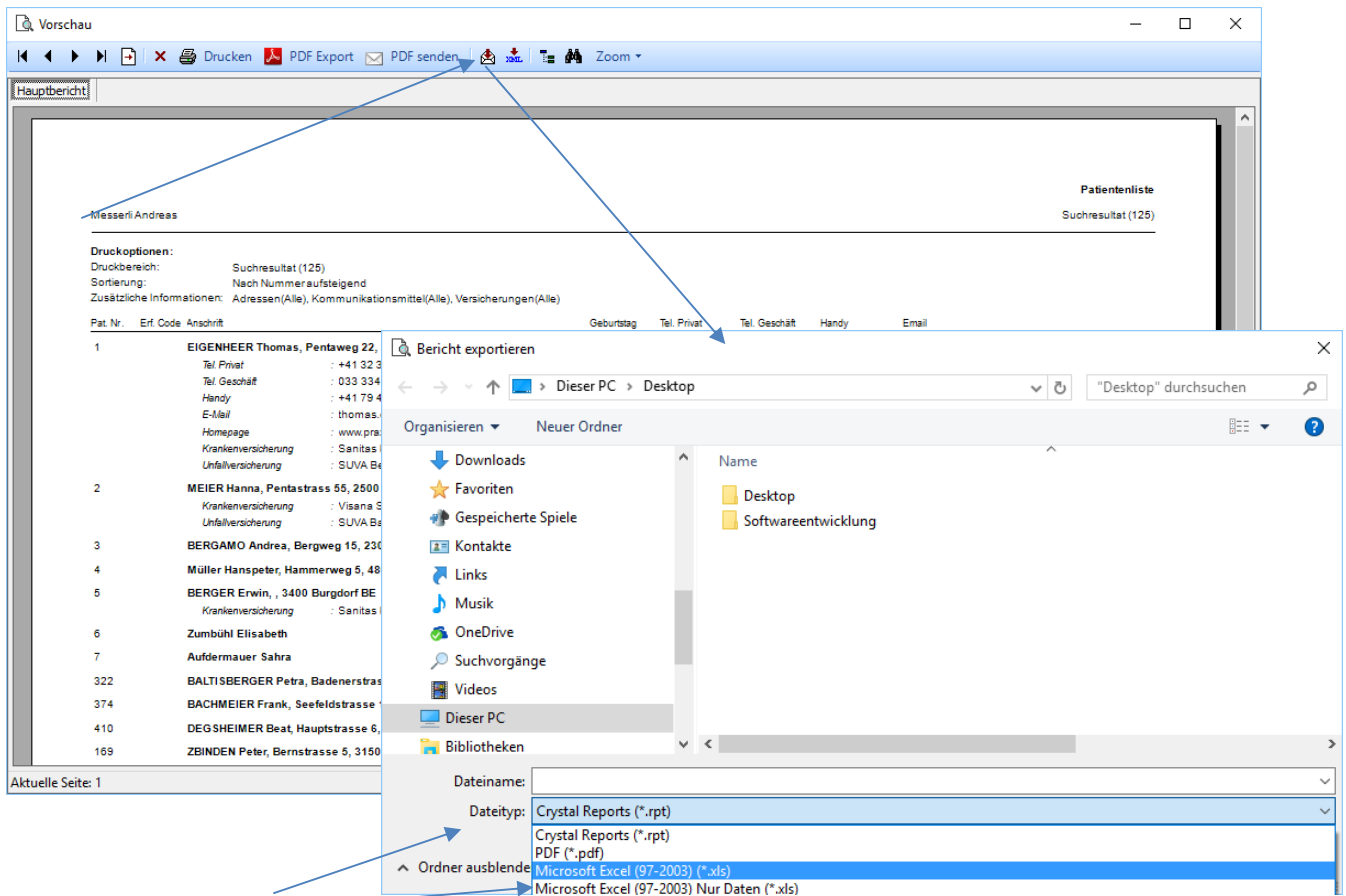 Vorschau
Drucken PDF Export PDF senden XML Zoom
Hauptbericht
Patientenliste
Messerli Andreas Suchresultat (125)
Druckoptionen:
Druckbereich: Suchresultat (125)
Sortierung: Nach Nummer aufsteigend
Zusätzliche Informationen: Adressen(Alle), Kommunikationsmittel(Alle), Versicherungen(Alle)
Pat. Nr. Erf. Code Anschrift Geburtstag Tel. Privat Tel. Geschäft Handy Email
1 EIGENHEER Thomas, Pentaweg 22,
Tel. Privat : +41 32 3
Tel. Geschäft : 033 334
Handy : +41 79 4
E-Mail : thomas.
Homepage : www.pra
Krankenversicherung : Sanitas
Unfallversicherung : SUVA Be
2 MEIER Hanna, Pentastrass 55, 2500
Krankenversicherung : Visana S
Unfallversicherung : SUVA Ba
3 BERGAMO Andrea, Bergweg 15, 230
4 Müller Hanspeter, Hammerweg 5, 48
5 BERGER Erwin, , 3400 Burgdorf BE
Krankenversicherung : Sanitas
6 Zumbühl Elisabeth
7 Aufdermauer Sahra
322 BALTISBERGER Petra, Badenerstras
374 BACHMEIER Frank, Seefeldstrasse
410 DEGSHEIMER Beat, Hauptstrasse 6,
169 ZBINDEN Peter, Bernstrasse 5, 3150
Aktuelle Seite: 1
Bericht exportieren
Dieser PC > Desktop "Desktop" durchsuchen
Organisieren Neuer Ordner
Downloads
Favoriten
Gespeicherte Spiele
Kontakte
Links
Musik
OneDrive
Suchvorgänge
Videos
Dieser PC
Bibliotheken
Name
Desktop
Softwareentwicklung
Dateiname:
Dateityp: Crystal Reports (*.rpt)
Crystal Reports (*.rpt)
PDF (*.pdf)
Ordner ausblende Microsoft Excel (97-2003) (*.xls)
Microsoft Excel (97-2003) Nur Daten (*.xls)